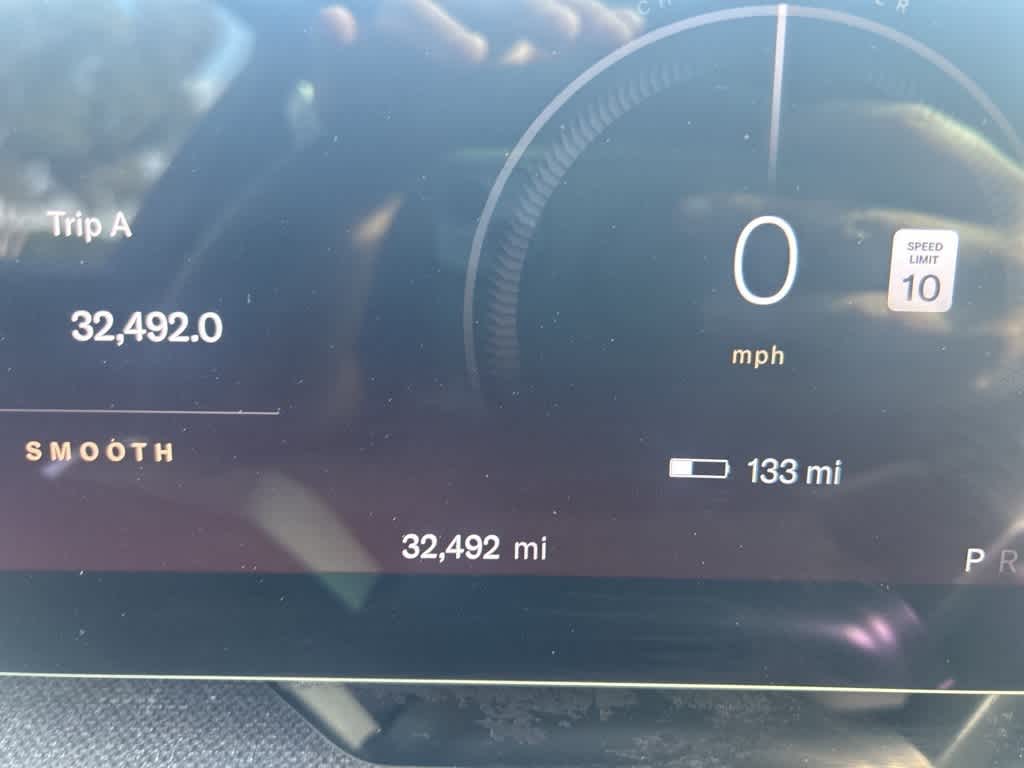 Trip A
32,492.0
SMOOTH
0
mph
SPEED
LIMIT
10
133 mi
32,492 mi
P R